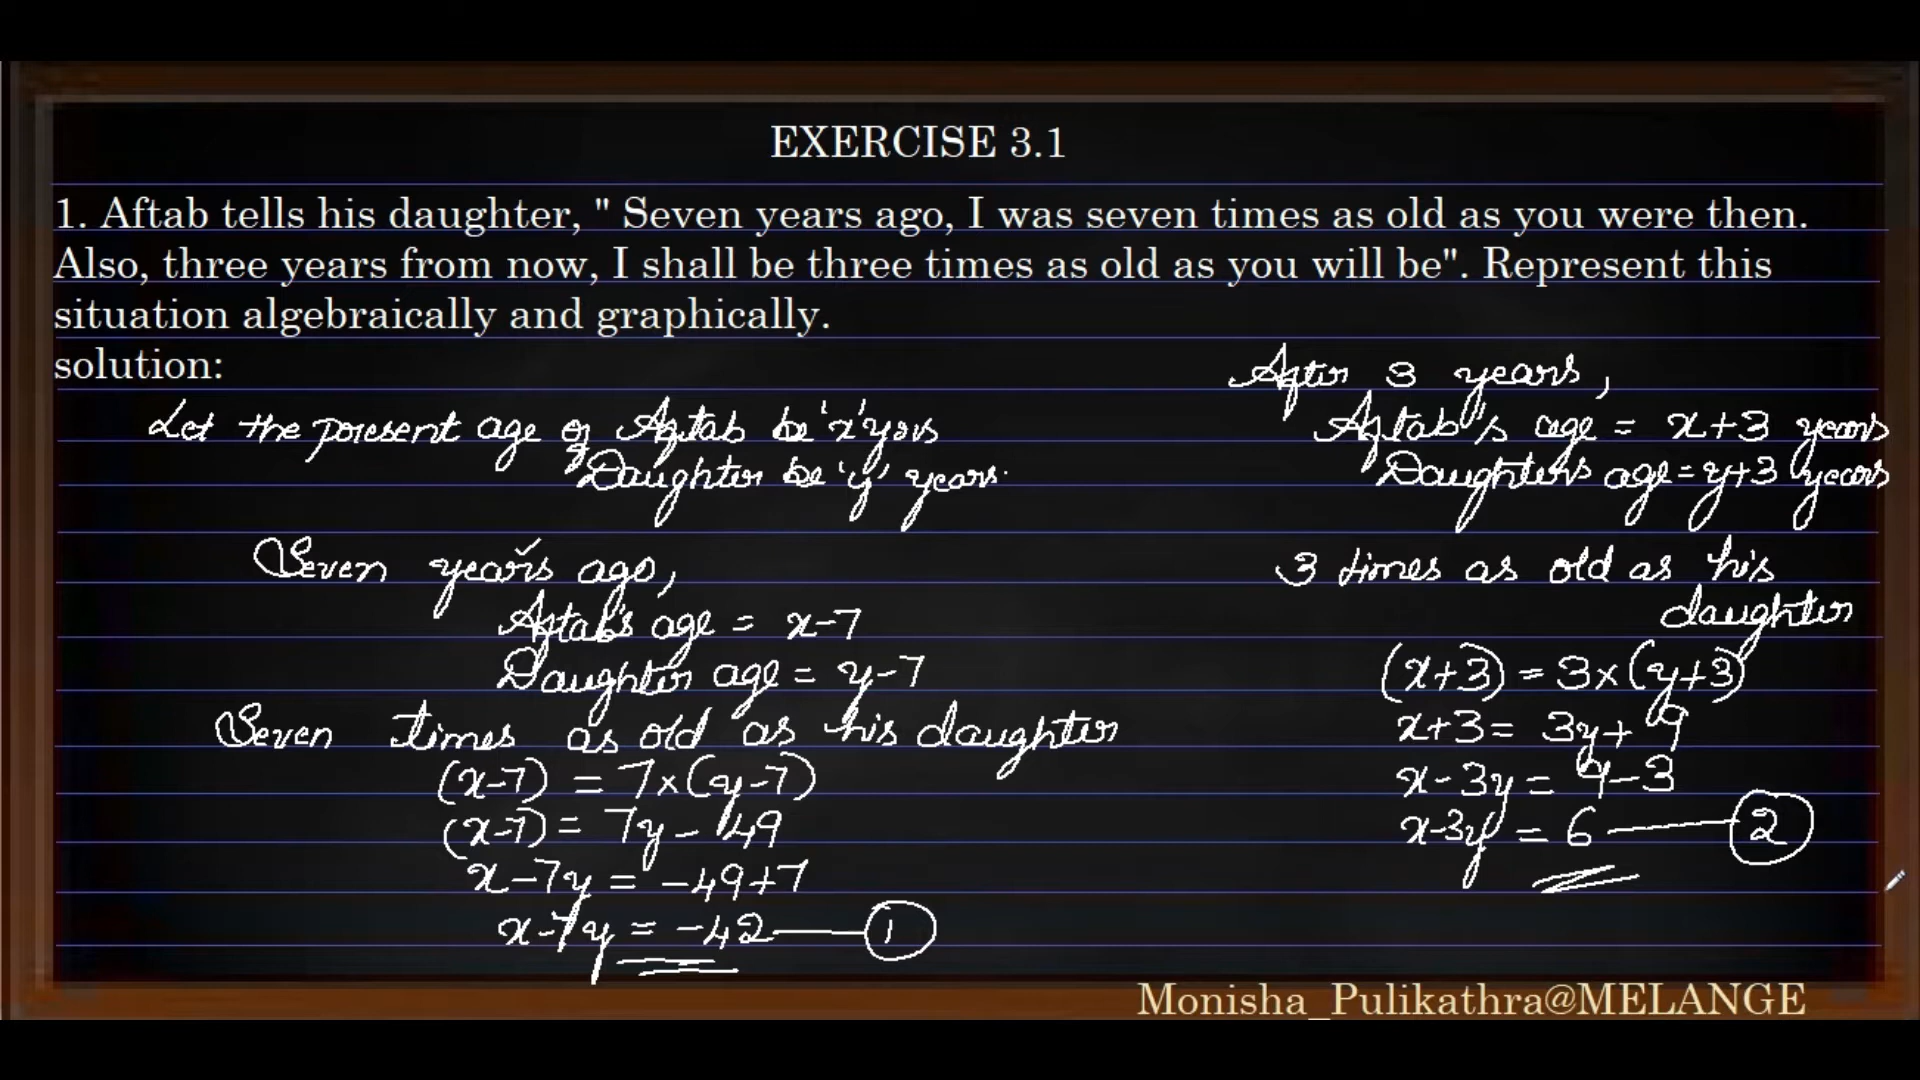 EXERCISE 3.1
1. Aftab tells his daughter, " Seven years ago, I was seven times as old as you were then.
Also, three years from now, I shall be three times as old as you will be". Represent this
situation algebraically and graphically.
solution:
Let the present age of Aftab be 'x' yrs
Daughter be 'y' years.
Seven years ago,
Aftab's age = x-7
Daughter age = y-7
Seven times as old as his daughter
(x-7) = 7×(y-7)
(x-7) = 7y - 49
x-7y = -49+7
x-7y = -42 — 1
After 3 years,
Aftab's age = x+3 years
Daughters age = y+3 years
3 times as old as his
daughter
(x+3) = 3×(y+3)
x+3 = 3y+9
x-3y = 9-3
x-3y = 6 — 2
Monisha_Pulikathra@MELANGE